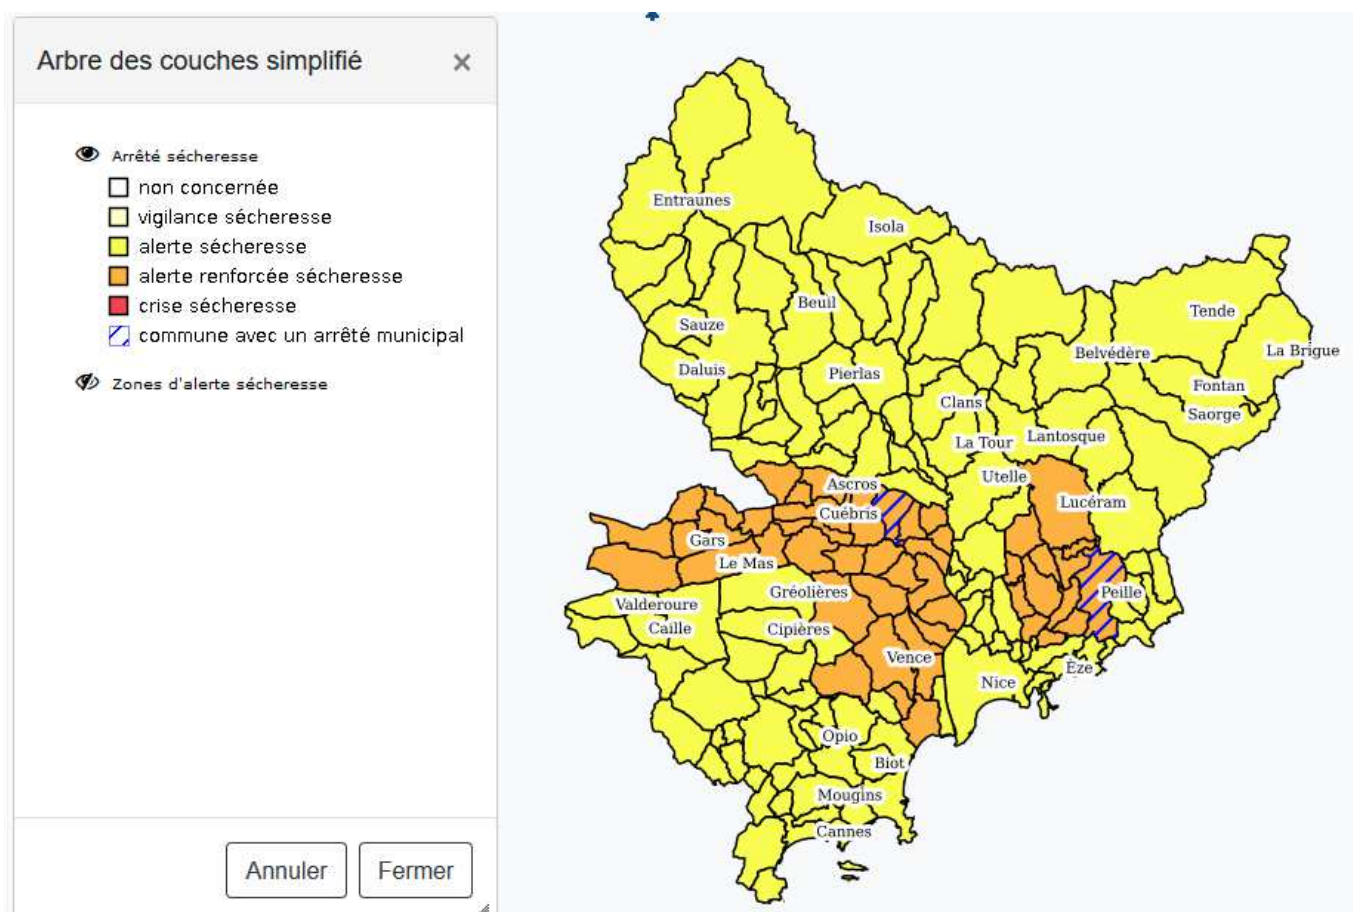 Arbre des couches simplifié ×
Arrêté sécheresse
non concernée
vigilance sécheresse
alerte sécheresse
alerte renforcée sécheresse
crise sécheresse
commune avec un arrêté municipal
Zones d'alerte sécheresse
Annuler
Fermer
Entraunes
Isola
Beuil
Tende
Sauze
La Brigue
Belvédère
Daluis
Pierlas
Fontan
Clans
Saorge
La Tour
Lantosque
Utelle
Ascros
Lucéram
Cuébris
Gars
Le Mas
Gréolières
Peille
Valderoure
Caille
Cipières
Vence
Èze
Nice
Opio
Biot
Mougins
Cannes